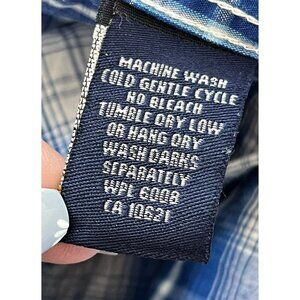 MACHINE WASH
COLD GENTLE CYCLE
NO BLEACH
TUMBLE DRY LOW
OR HANG DRY
WASH DARKS
SEPARATELY
WPL 6008
CA 10621